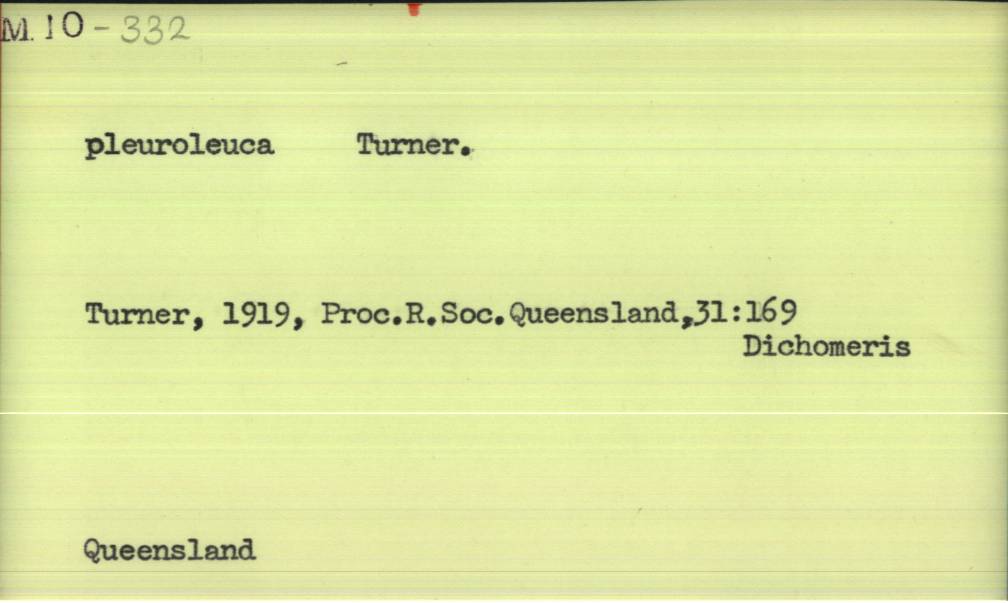 M.10-332
pleuroleuca Turner.
Turner, 1919, Proc.R.Soc.Queensland,31:169
Dichomeris
Queensland